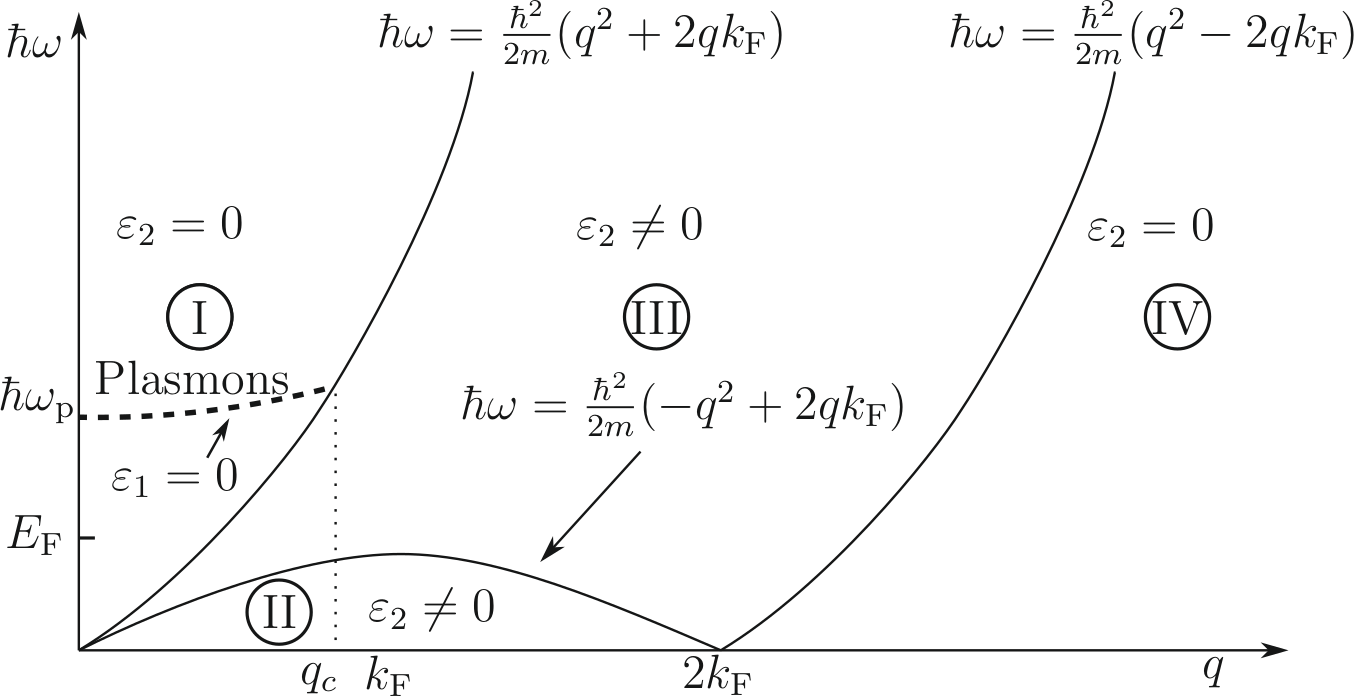 ħω
ħω = ħ²/2m (q² + 2qk_F)
ħω = ħ²/2m (q² − 2qk_F)
ε₂ = 0
ε₂ ≠ 0
ε₂ = 0
I
III
IV
Plasmons
ħω_p
ħω = ħ²/2m (−q² + 2qk_F)
ε₁ = 0
E_F
II
ε₂ ≠ 0
q_c
k_F
2k_F
q